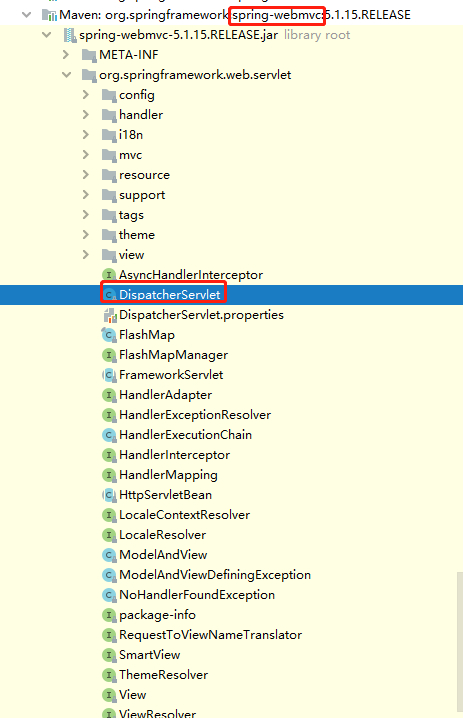 Maven: org.springframework:spring-webmvc:5.1.15.RELEASE
spring-webmvc-5.1.15.RELEASE.jar library root
META-INF
org.springframework.web.servlet
config
handler
i18n
mvc
resource
support
tags
theme
view
AsyncHandlerInterceptor
DispatcherServlet
DispatcherServlet.properties
FlashMap
FlashMapManager
FrameworkServlet
HandlerAdapter
HandlerExceptionResolver
HandlerExecutionChain
HandlerInterceptor
HandlerMapping
HttpServletBean
LocaleContextResolver
LocaleResolver
ModelAndView
ModelAndViewDefiningException
NoHandlerFoundException
package-info
RequestToViewNameTranslator
SmartView
ThemeResolver
View
ViewResolver